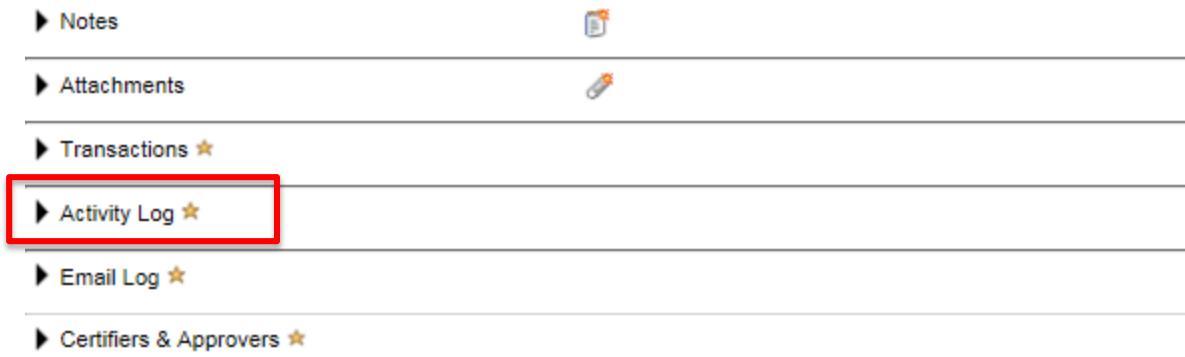 Notes
Attachments
Transactions
Activity Log
Email Log
Certifiers & Approvers